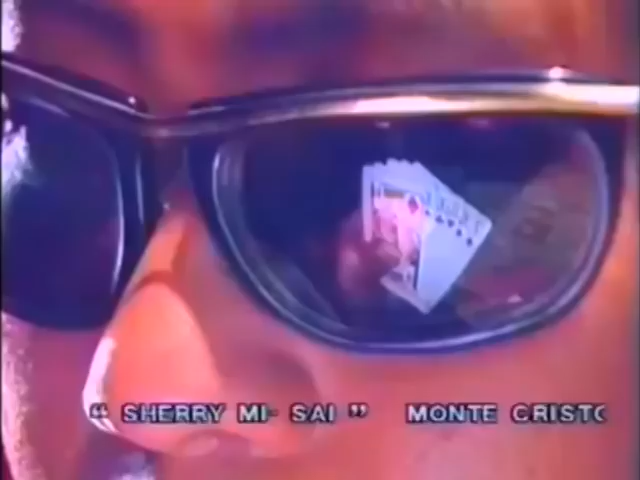 “ SHERRY MI- SAI ” MONTE CRISTO